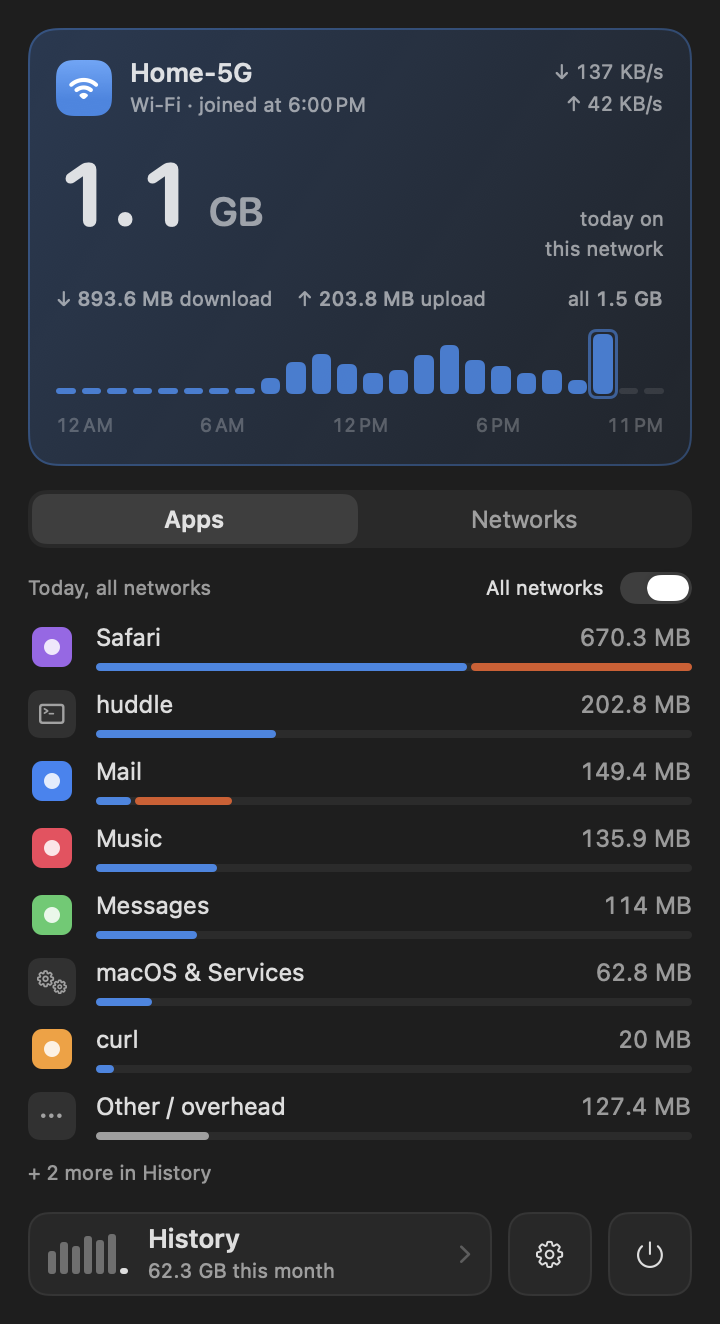 Home-5G
↓ 137 KB/s
Wi-Fi · joined at 6:00 PM
↑ 42 KB/s
1.1 GB
today on
this network
↓ 893.6 MB download ↑ 203.8 MB upload all 1.5 GB
12 AM 6 AM 12 PM 6 PM 11 PM
Apps Networks
Today, all networks All networks
Safari 670.3 MB
huddle 202.8 MB
Mail 149.4 MB
Music 135.9 MB
Messages 114 MB
macOS & Services 62.8 MB
curl 20 MB
Other / overhead 127.4 MB
+ 2 more in History
History
62.3 GB this month